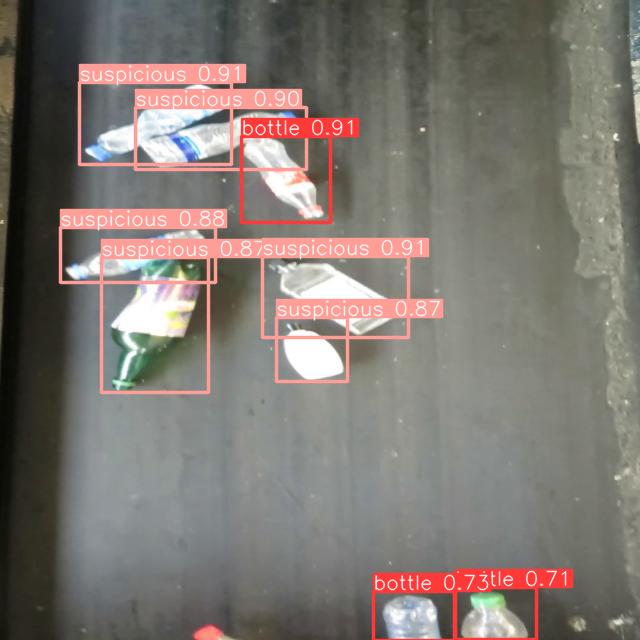 suspicious 0.91
suspicious 0.90
bottle 0.91
suspicious 0.88
suspicious 0.87
suspicious 0.91
suspicious 0.87
bottle 0.73
tle 0.71